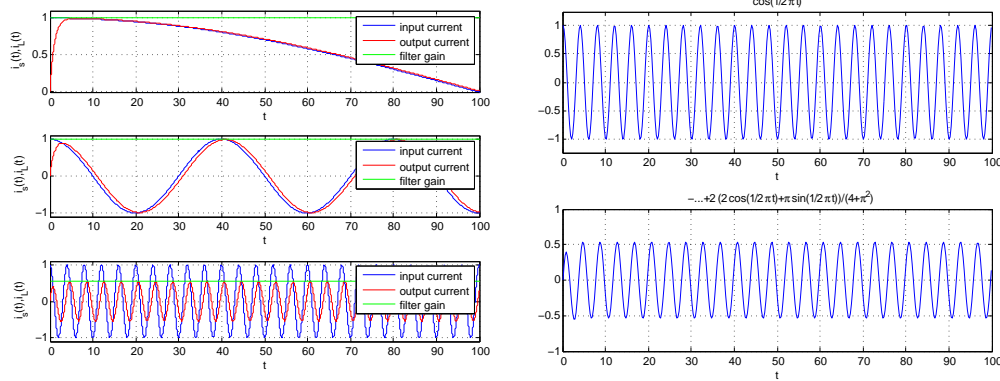 i_s(t),i_L(t)
1
0.5
0
input current
output current
filter gain
0 10 20 30 40 50 60 70 80 90 100
t
i_s(t),i_L(t)
1
0
−1
input current
output current
filter gain
0 10 20 30 40 50 60 70 80 90 100
t
i_s(t),i_L(t)
1
0
−1
input current
output current
filter gain
0 10 20 30 40 50 60 70 80 90 100
t
cos(1/2 π t)
1
0.5
0
−0.5
−1
0 10 20 30 40 50 60 70 80 90 100
t
−...+2 (2 cos(1/2 π t)+π sin(1/2 π t))/(4+π²)
1
0.5
0
−0.5
−1
0 10 20 30 40 50 60 70 80 90 100
t